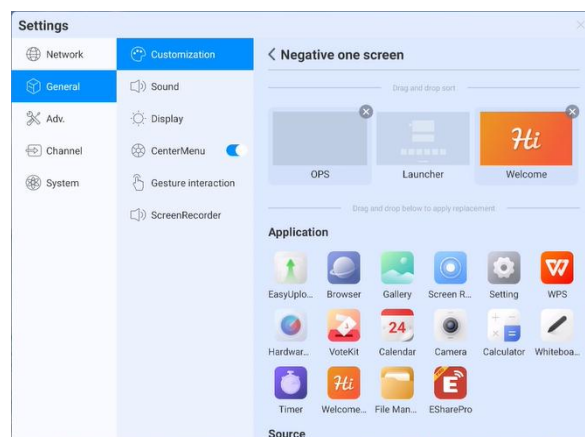 Settings
Network
General
Adv.
Channel
System
Customization
Sound
Display
CenterMenu
Gesture interaction
ScreenRecorder
Negative one screen
Drag and drop sort
Hi
OPS
Launcher
Welcome
Drag and drop below to apply replacement
Application
EasyUplo... Browser Gallery Screen R... Setting WPS
24
Hardwar... VoteKit Calendar Camera Calculator Whiteboa...
Hi
Timer Welcome... File Man... ESharePro
Source